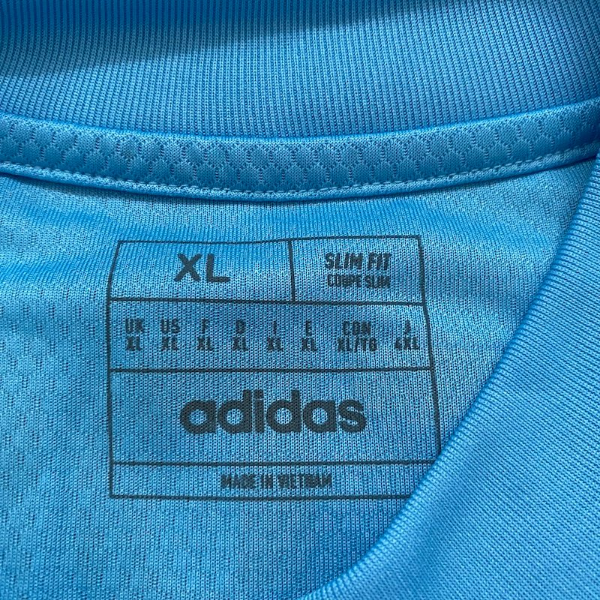 XL
SLIM FIT
COUPE SLIM
UK US F D I E CDN J
XL XL XL XL XL XL XL/TG 4XL
adidas
MADE IN VIETNAM